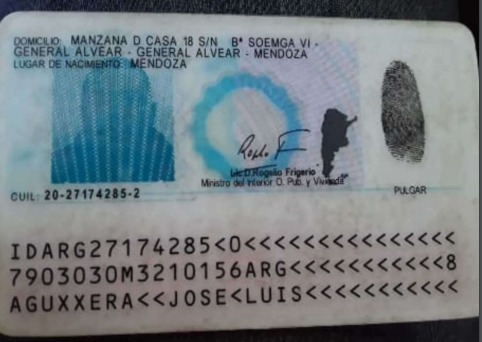 DOMICILIO: MANZANA D CASA 18 S/N B* SOEMGA VI -
GENERAL ALVEAR - GENERAL ALVEAR - MENDOZA
LUGAR DE NACIMIENTO: MENDOZA
Lic. D. Rogelio Frigerio
Ministro del Interior O. Pub. y Vivienda
PULGAR
CUIL: 20-27174285-2
IDARG27174285<0<<<<<<<<<<<<<<<
7903030M3210156ARG<<<<<<<<<<<8
AGUXXERA<<JOSE<LUIS<<<<<<<<<<<